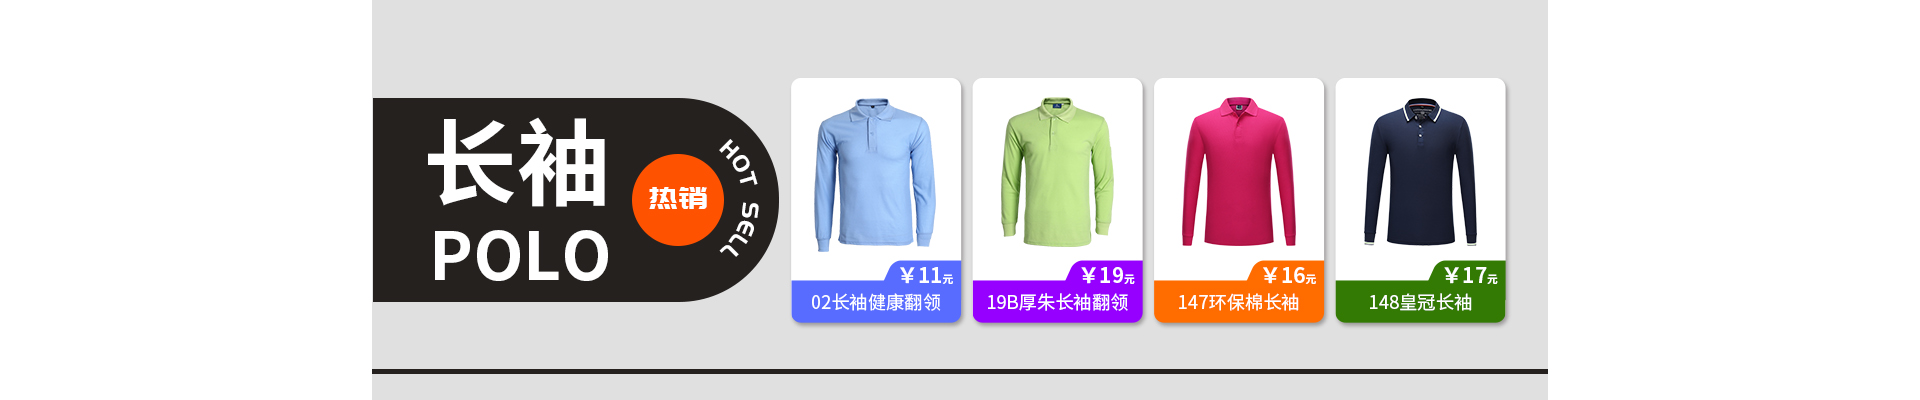 长袖
POLO
热销
HOT SELL
￥11元
02长袖健康翻领
￥19元
19B厚朱长袖翻领
￥16元
147环保棉长袖
￥17元
148皇冠长袖